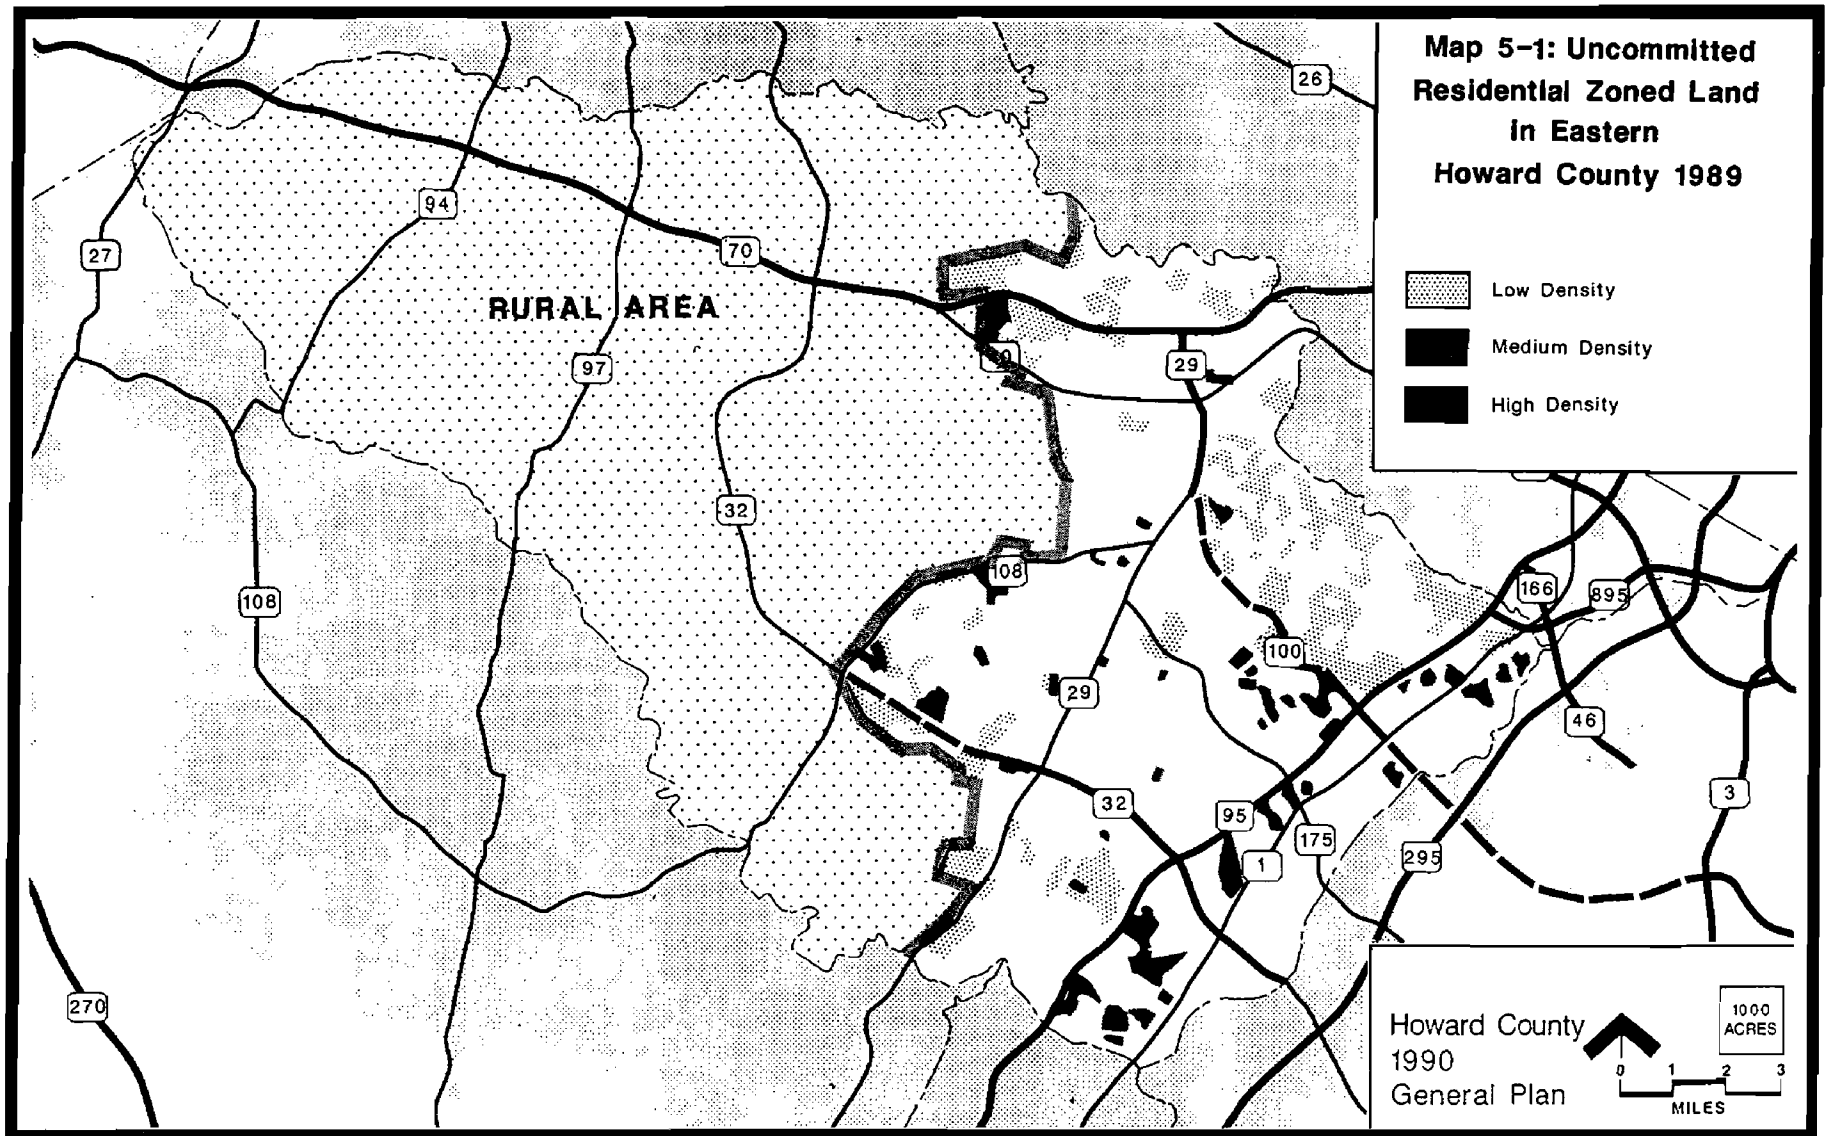 Map 5-1: Uncommitted
Residential Zoned Land
in Eastern
Howard County 1989
26
Low Density
Medium Density
High Density
94
27
70
RURAL AREA
97
29
32
108
108
166
895
100
29
46
32
95
3
175
1
295
270
Howard County
1990
General Plan
1000
ACRES
0 1 2 3
MILES